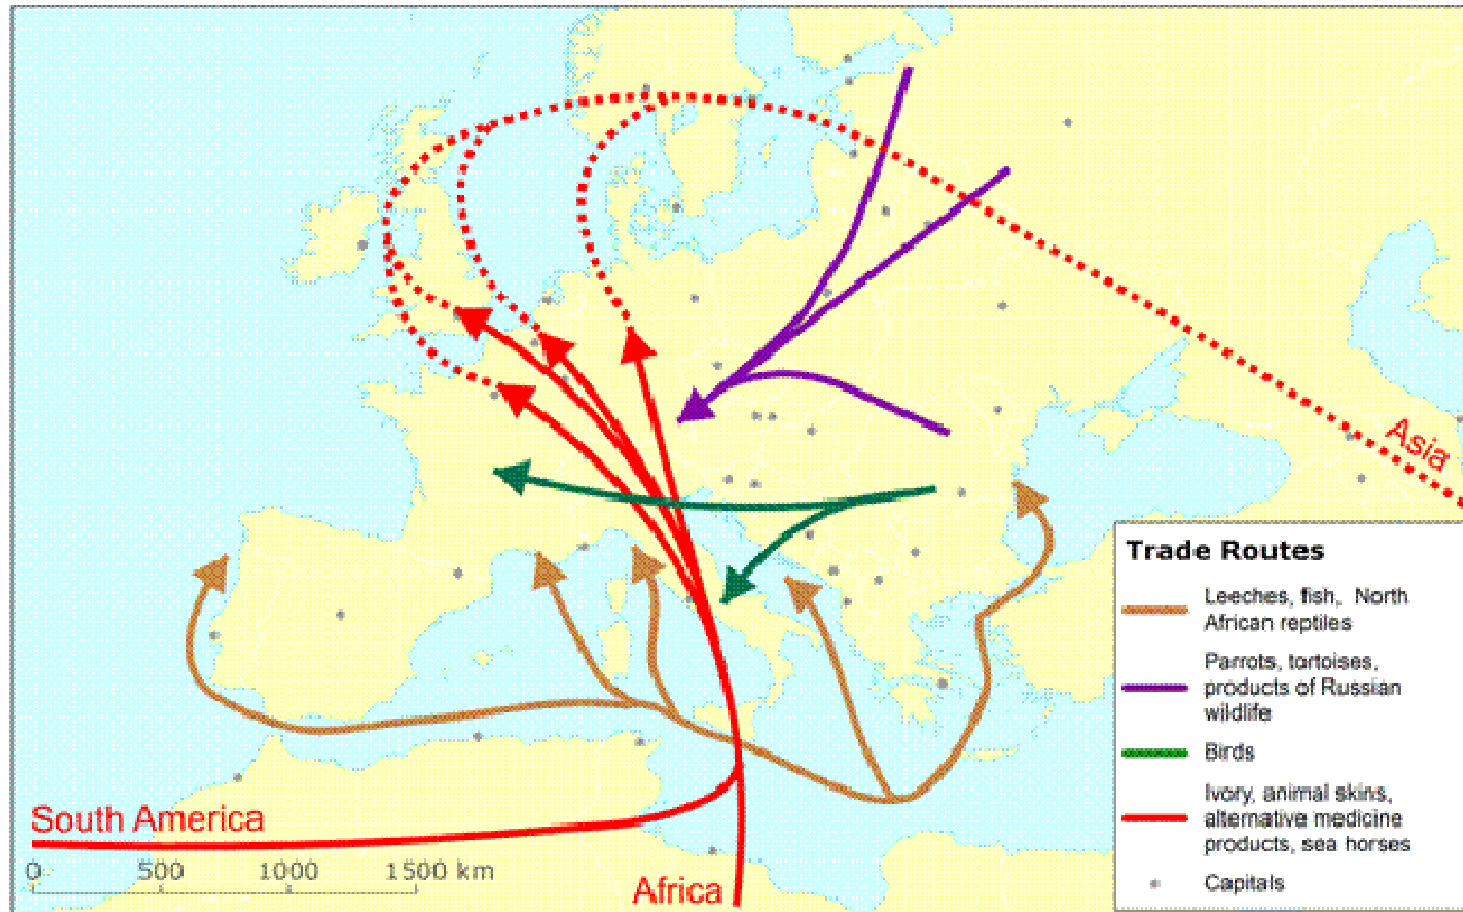 Asia
Trade Routes
Leeches, fish, North
African reptiles
Parrots, tortoises,
products of Russian
wildlife
Birds
Ivory, animal skins,
alternative medicine
products, sea horses
Capitals
South America
0 500 1000 1500 km
Africa